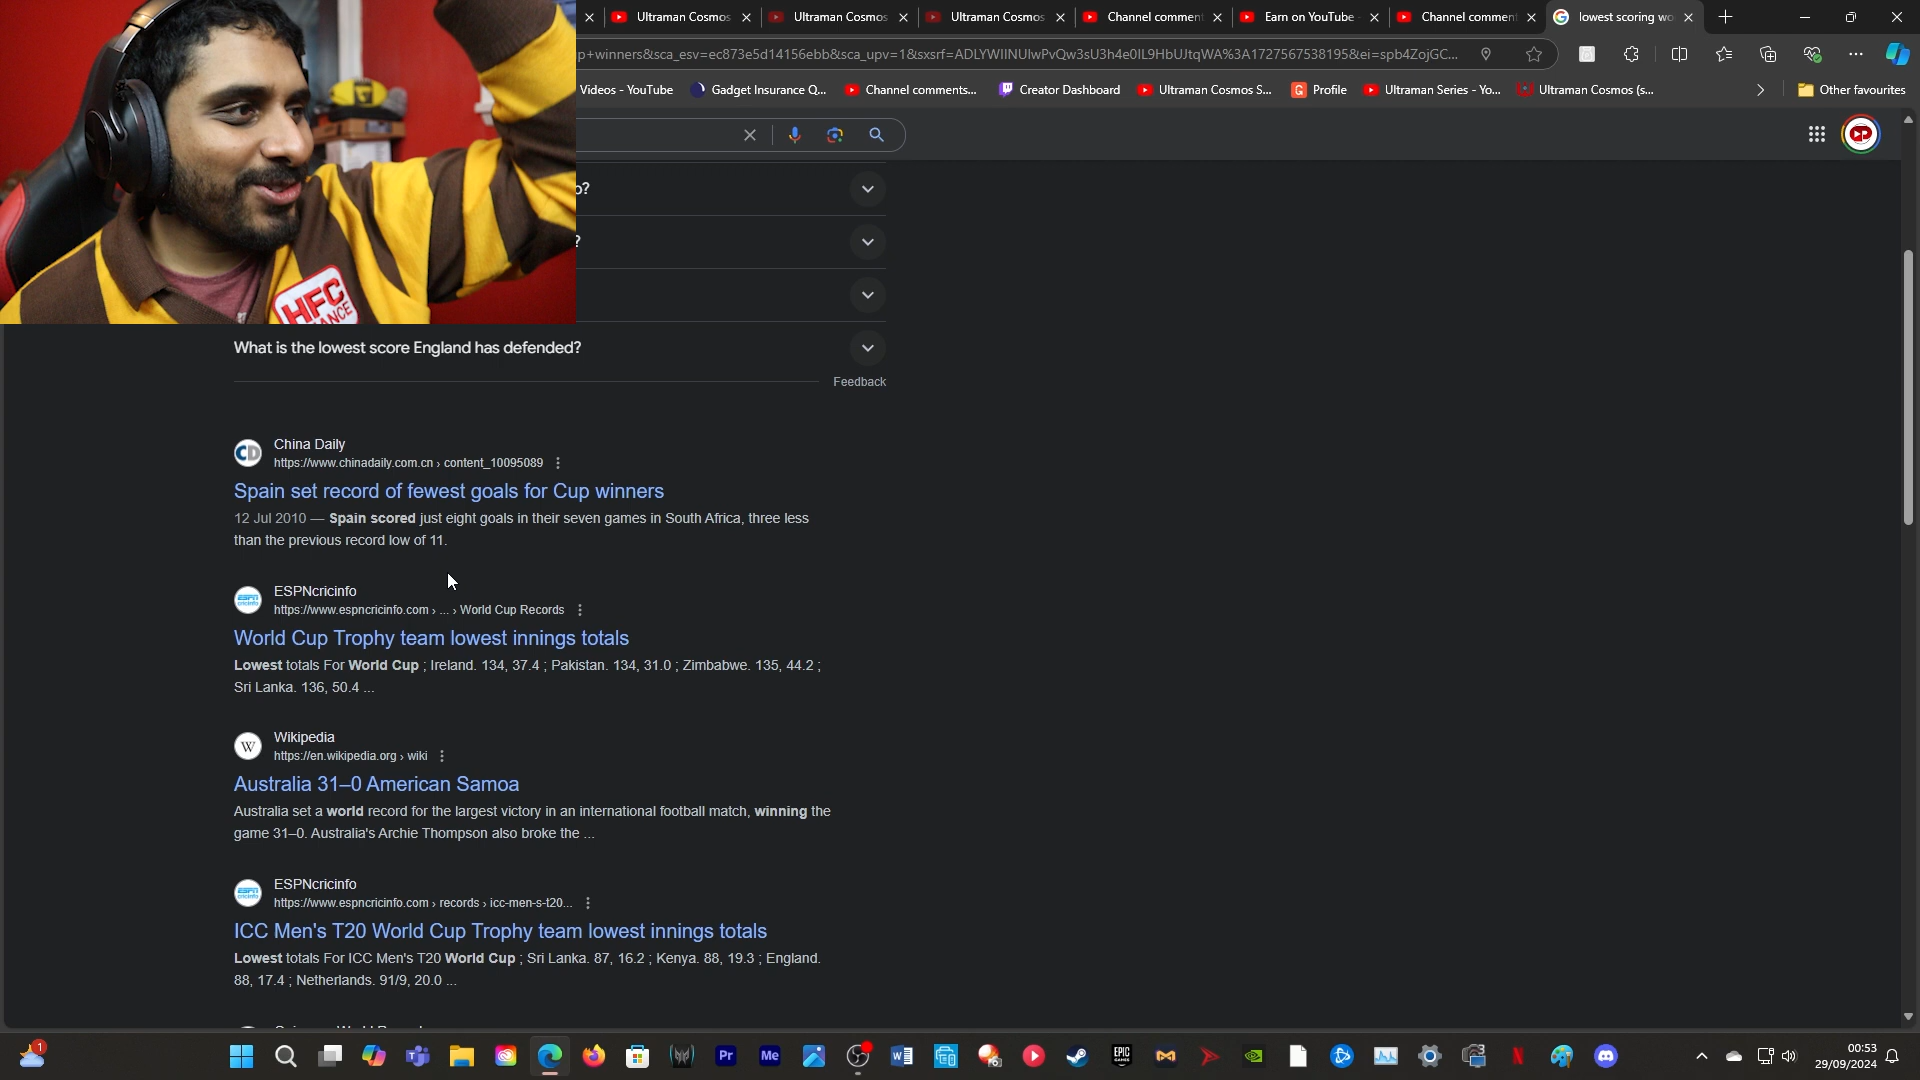 Ultraman Cosmos
Ultraman Cosmos
Ultraman Cosmos
Channel commen
Earn on YouTube
Channel commen
lowest scoring wo
p+winners&sca_esv=ec873e5d14156ebb&sca_upv=1&sxsrf=ADLYWIINUlwPvQw3sU3h4e0IL9HbUJtqWA%3A1727567538195&ei=spb4ZojGC...
Videos - YouTube
Gadget Insurance Q...
Channel comments...
Creator Dashboard
Ultraman Cosmos S...
Profile
Ultraman Series - Yo...
Ultraman Cosmos (s...
Other favourites
o?
?
HFC
ANCE
What is the lowest score England has defended?
Feedback
China Daily
https://www.chinadaily.com.cn › content_10095089
Spain set record of fewest goals for Cup winners
12 Jul 2010 — Spain scored just eight goals in their seven games in South Africa, three less
than the previous record low of 11.
ESPNcricinfo
https://www.espncricinfo.com › ... › World Cup Records
World Cup Trophy team lowest innings totals
Lowest totals For World Cup ; Ireland. 134, 37.4 ; Pakistan. 134, 31.0 ; Zimbabwe. 135, 44.2 ;
Sri Lanka. 136, 50.4 ...
W
Wikipedia
https://en.wikipedia.org › wiki
Australia 31–0 American Samoa
Australia set a world record for the largest victory in an international football match, winning the
game 31–0. Australia's Archie Thompson also broke the ...
ESPNcricinfo
https://www.espncricinfo.com › records › icc-men-s-t20...
ICC Men's T20 World Cup Trophy team lowest innings totals
Lowest totals For ICC Men's T20 World Cup ; Sri Lanka. 87, 16.2 ; Kenya. 88, 19.3 ; England.
88, 17.4 ; Netherlands. 91/9, 20.0 ...
1
Pr
Me
EPIC
00:53
29/09/2024